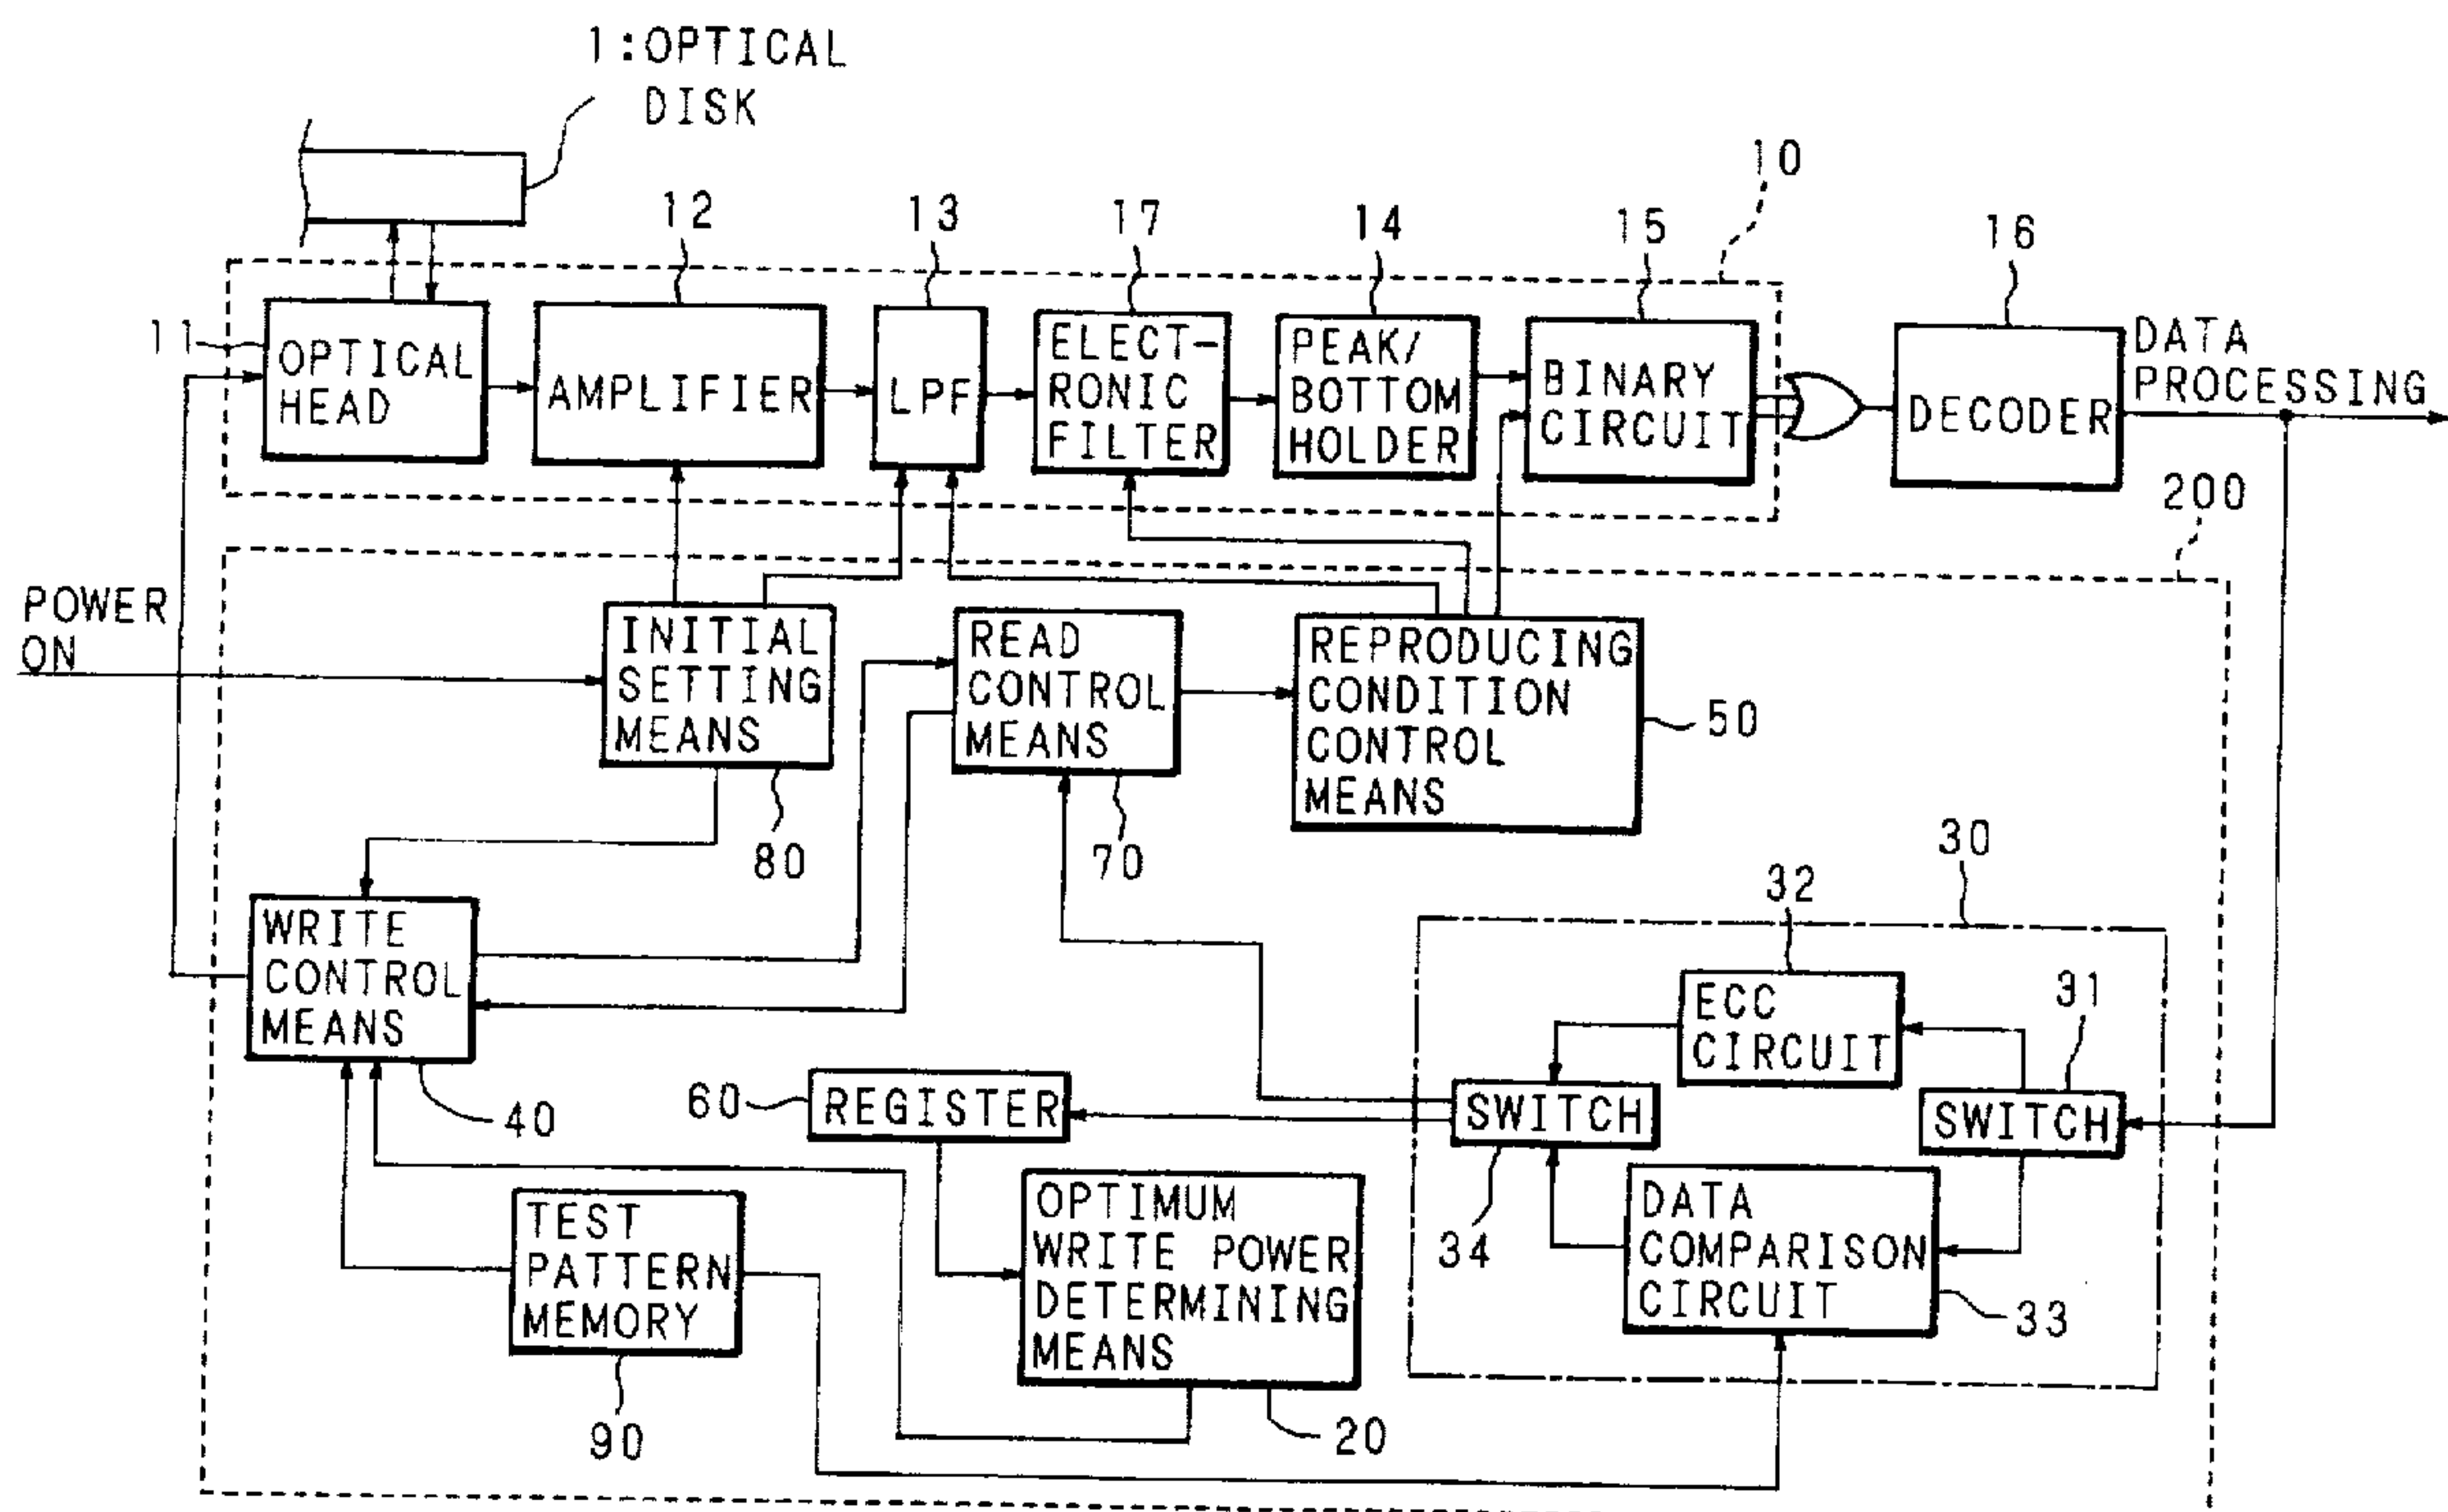 1:OPTICAL
DISK
10
12
13
17
14
15
16
11
OPTICAL
HEAD
AMPLIFIER
LPF
ELECT-
RONIC
FILTER
PEAK/
BOTTOM
HOLDER
BINARY
CIRCUIT
DECODER
DATA
PROCESSING
200
POWER
ON
INITIAL
SETTING
MEANS
80
READ
CONTROL
MEANS
70
REPRODUCING
CONDITION
CONTROL
MEANS
50
30
WRITE
CONTROL
MEANS
40
32
ECC
CIRCUIT
31
SWITCH
60
REGISTER
SWITCH
34
DATA
COMPARISON
CIRCUIT
33
TEST
PATTERN
MEMORY
90
OPTIMUM
WRITE POWER
DETERMINING
MEANS
20